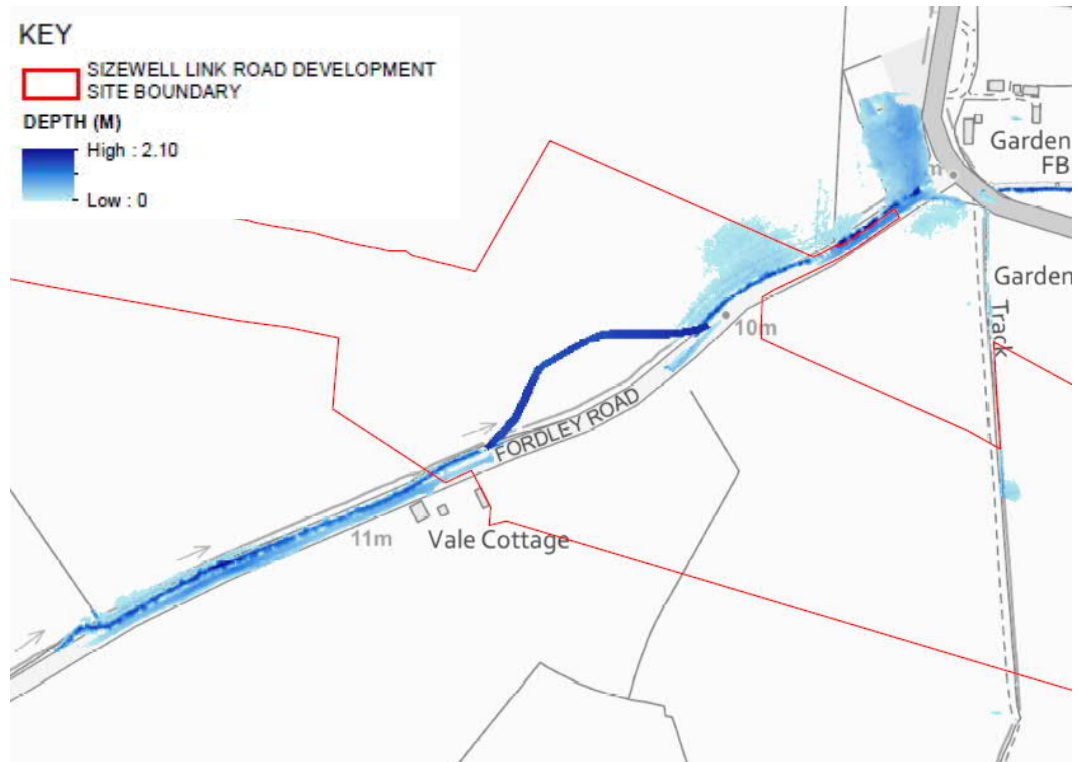 KEY
SIZEWELL LINK ROAD DEVELOPMENT
SITE BOUNDARY
DEPTH (M)
High : 2.10
Low : 0
Garden
FB
m
Garden
Track
10m
FORDLEY ROAD
11m
Vale Cottage